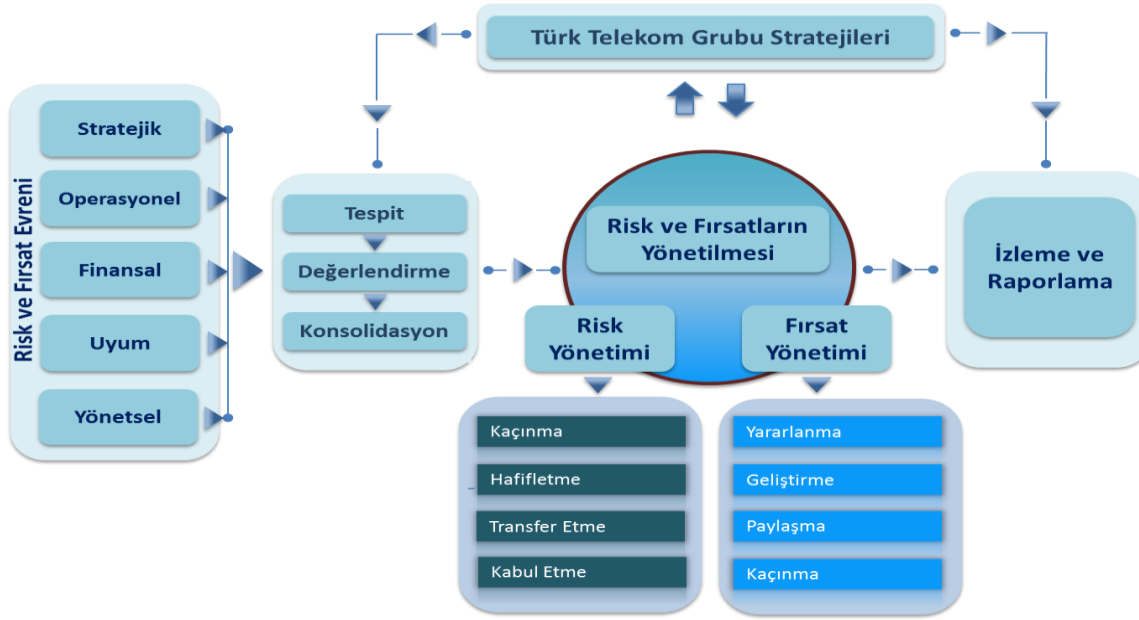 Türk Telekom Grubu Stratejileri
Risk ve Fırsat Evreni
Stratejik
Operasyonel
Finansal
Uyum
Yönetsel
Tespit
Değerlendirme
Konsolidasyon
Risk ve Fırsatların
Yönetilmesi
Risk
Yönetimi
Fırsat
Yönetimi
Kaçınma
Hafifletme
Transfer Etme
Kabul Etme
Yararlanma
Geliştirme
Paylaşma
Kaçınma
İzleme ve
Raporlama